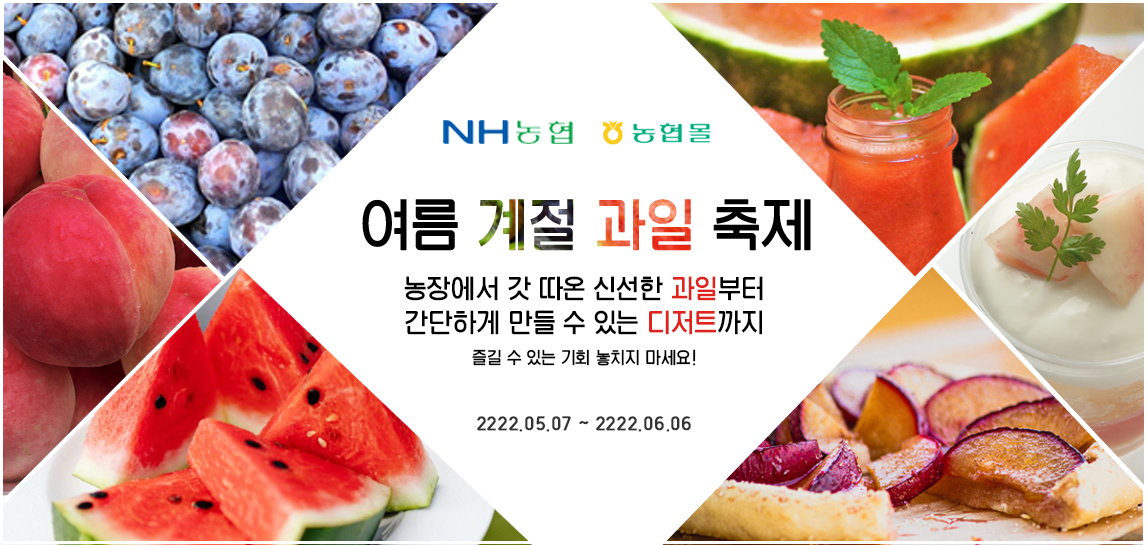 NH농협 농협몰
여름 계절 과일 축제
농장에서 갓 따온 신선한 과일부터
간단하게 만들 수 있는 디저트까지
즐길 수 있는 기회 놓치지 마세요!
2222.05.07 ~ 2222.06.06